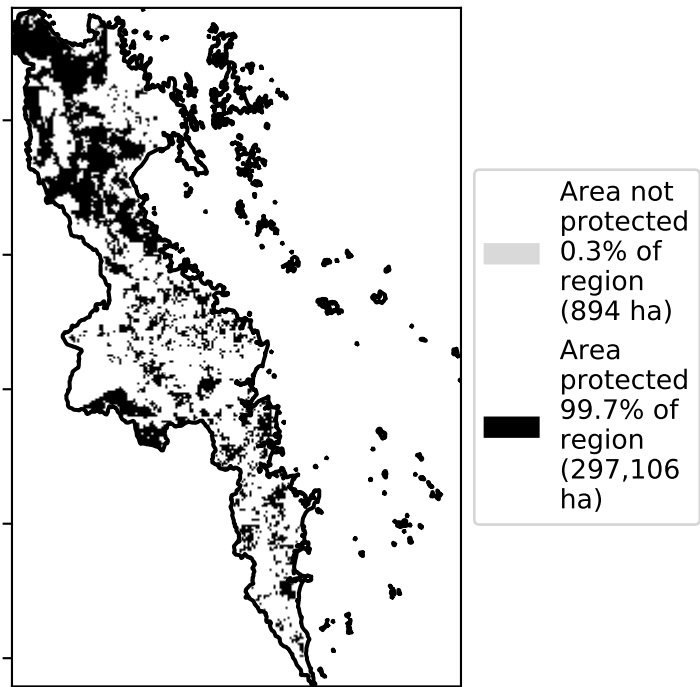 Area not
protected
0.3% of
region
(894 ha)
Area
protected
99.7% of
region
(297,106
ha)